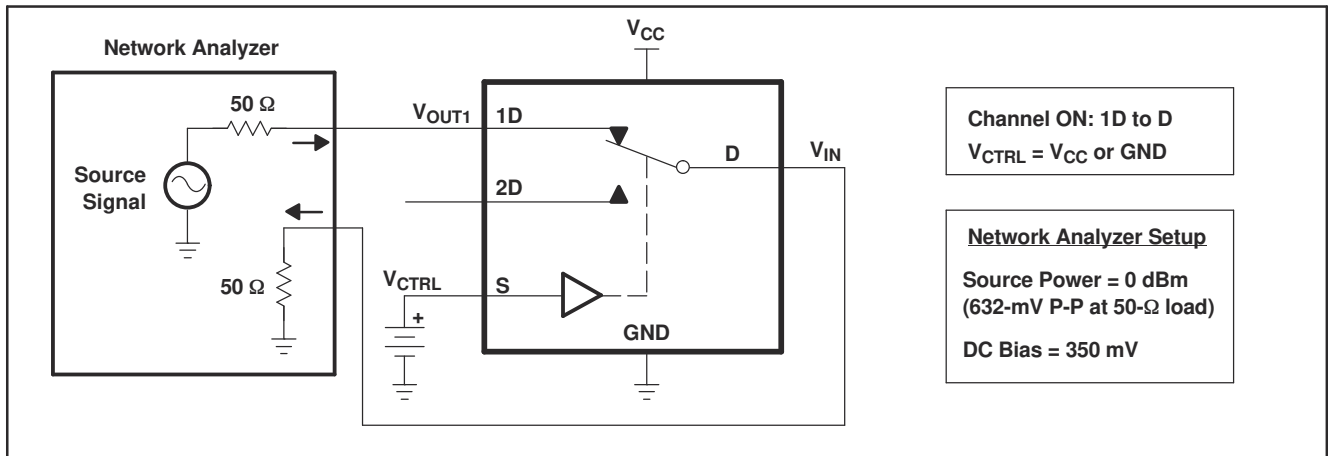 Network Analyzer
50 Ω
Source
Signal
50 Ω
VCC
VOUT1
1D
D
VIN
2D
VCTRL
S
+
GND
Channel ON: 1D to D
VCTRL = VCC or GND
Network Analyzer Setup
Source Power = 0 dBm
(632-mV P-P at 50-Ω load)
DC Bias = 350 mV